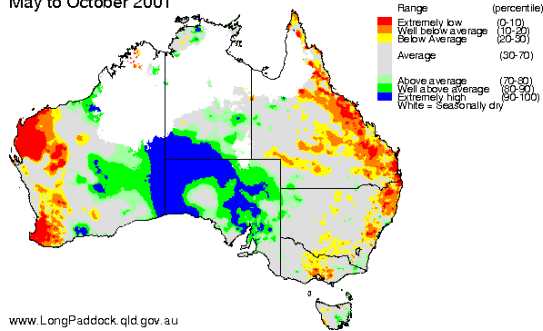 May to October 2001
Range (percentile)
Extremely low (0-10)
Well below average (10-20)
Below Average (20-30)
Average (30-70)
Above average (70-80)
Well above average (80-90)
Extremely high (90-100)
White = Seasonally dry
www.LongPaddock.qld.gov.au